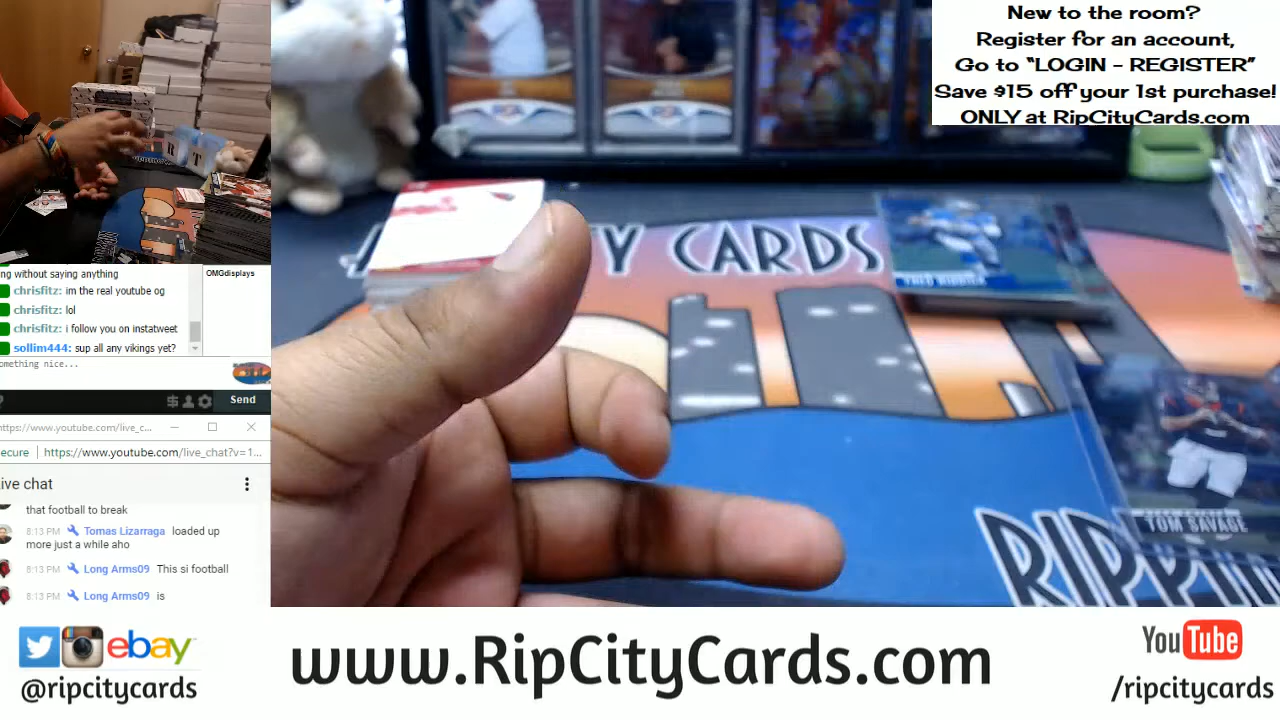 New to the room?
Register for an account,
Go to "LOGIN - REGISTER"
Save $15 off your 1st purchase!
ONLY at RipCityCards.com
R T
Y CARDS
TOM SAVAGE
RIPPIN
ng without saying anything
OMGdisplays
chrisfitz: im the real youtube og
chrisfitz: lol
chrisfitz: i follow you on instatweet
sollim444: sup all any vikings yet?
omething nice...
Send
https://www.youtube.com/live_c...
ecure https://www.youtube.com/live_chat?v=1...
ive chat
that football to break
8:13 PM Tomas Lizarraga loaded up
more just a while aho
8:13 PM Long Arms09 This si football
8:13 PM Long Arms09 is
ebay
@ripcitycards
www.RipCityCards.com
YouTube
/ripcitycards